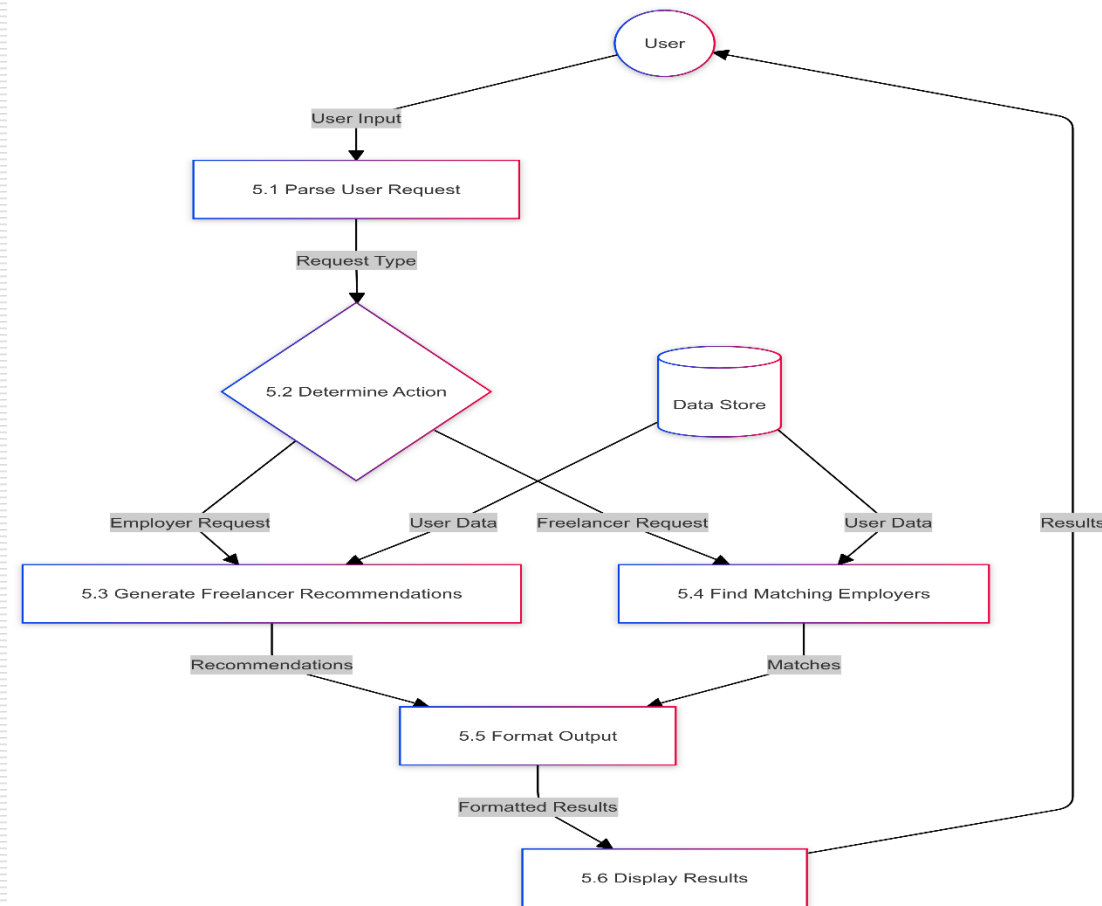 User
User Input
5.1 Parse User Request
Request Type
5.2 Determine Action
Data Store
Employer Request
User Data
Freelancer Request
User Data
Results
5.3 Generate Freelancer Recommendations
5.4 Find Matching Employers
Recommendations
Matches
5.5 Format Output
Formatted Results
5.6 Display Results